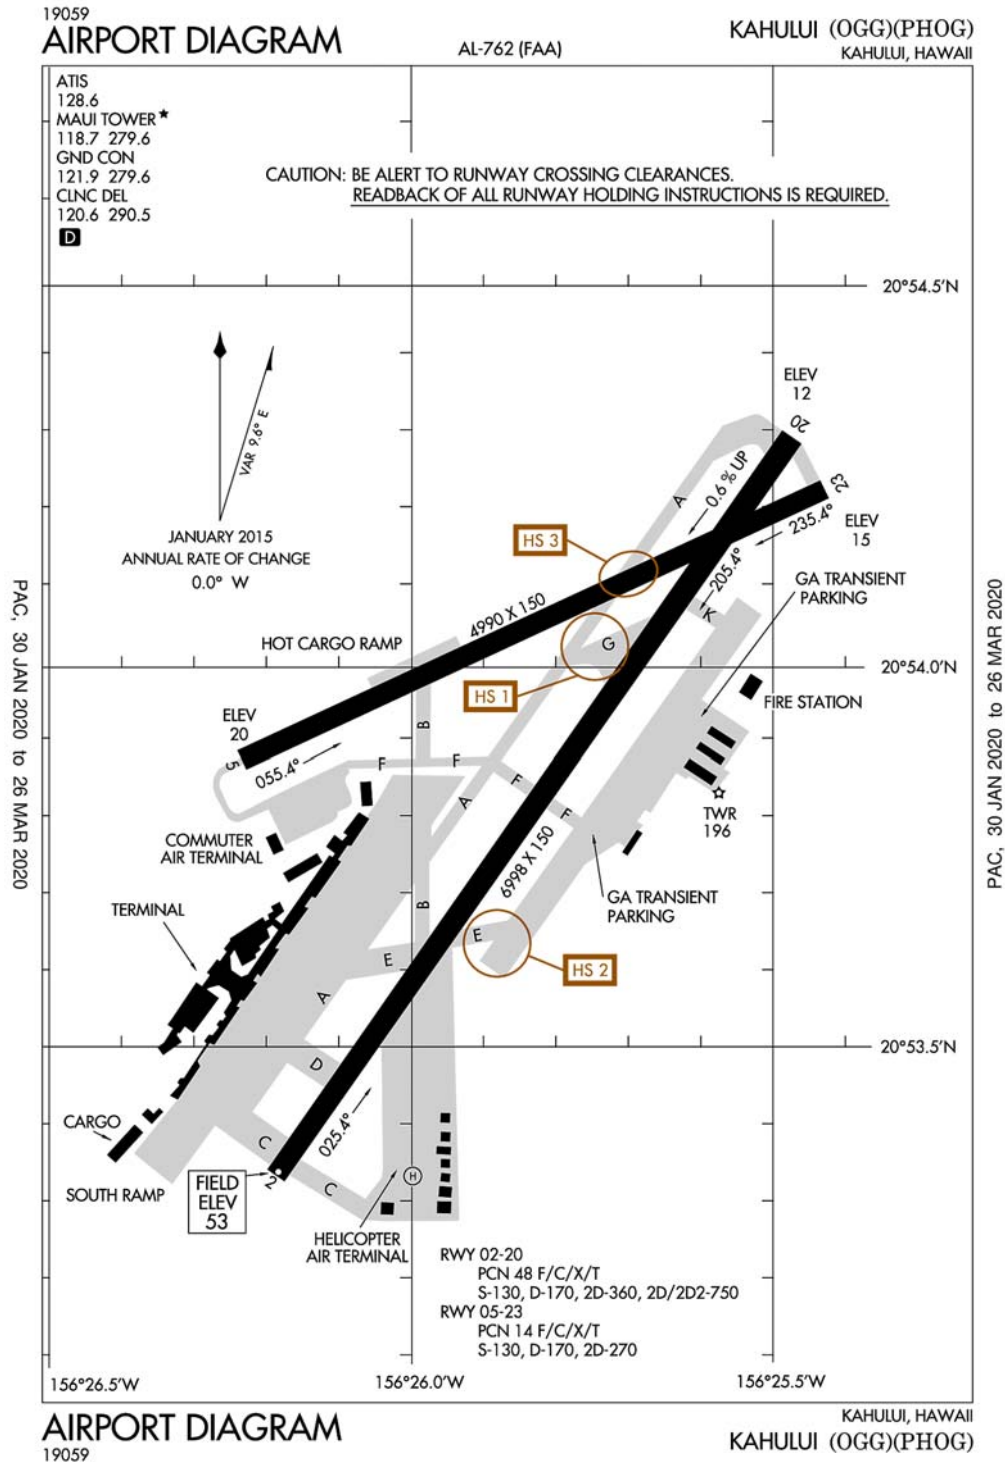 19059
AIRPORT DIAGRAM
AL-762 (FAA)
KAHULUI (OGG)(PHOG)
KAHULUI, HAWAII
ATIS
128.6
MAUI TOWER★
118.7 279.6
GND CON
121.9 279.6
CLNC DEL
120.6 290.5
D
CAUTION: BE ALERT TO RUNWAY CROSSING CLEARANCES.
READBACK OF ALL RUNWAY HOLDING INSTRUCTIONS IS REQUIRED.
20°54.5'N
VAR 9.6° E
JANUARY 2015
ANNUAL RATE OF CHANGE
0.0° W
ELEV
12
20
0.6% UP
A
23
235.4°
ELEV
15
HS 3
205.4°
GA TRANSIENT
PARKING
K
4990 X 150
HOT CARGO RAMP
G
20°54.0'N
HS 1
FIRE STATION
ELEV
20
5
055.4°
B
F
F
F
F
A
TWR
196
COMMUTER
AIR TERMINAL
6998 X 150
GA TRANSIENT
PARKING
TERMINAL
B
E
E
HS 2
A
20°53.5'N
D
025.4°
CARGO
C
C
2
H
SOUTH RAMP
FIELD
ELEV
53
HELICOPTER
AIR TERMINAL
RWY 02-20
PCN 48 F/C/X/T
S-130, D-170, 2D-360, 2D/2D2-750
RWY 05-23
PCN 14 F/C/X/T
S-130, D-170, 2D-270
156°26.5'W
156°26.0'W
156°25.5'W
PAC, 30 JAN 2020 to 26 MAR 2020
PAC, 30 JAN 2020 to 26 MAR 2020
AIRPORT DIAGRAM
19059
KAHULUI, HAWAII
KAHULUI (OGG)(PHOG)